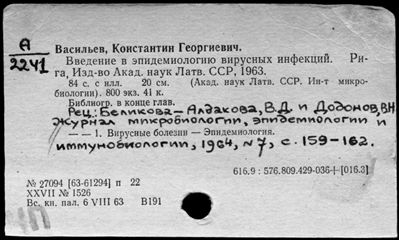 А
2241
Васильев, Константин Георгиевич.
Введение в эпидемиологию вирусных инфекций. Ри-
га, Изд-во Акад. наук Латв. ССР, 1963.
84 с. с илл. 20 см. (Акад. наук Латв. ССР. Ин-т микро-
биологии). 800 экз. 41 к.
Библиогр. в конце глав.
Рец.: Беликова-Алдакова, В.Д. и Додонов, В.Н.
Журнал микробиологии, эпидемиологии и
— — 1. Вирусные болезни — Эпидемиология.
иммунобиологии, 1964, № 7, с. 159-162.
616.9 : 576.809.429-036+[016.3]
№ 27094 [63-61294] п 22
XXVII № 1526
Вс. кн. пал. 6 VIII 63 В191